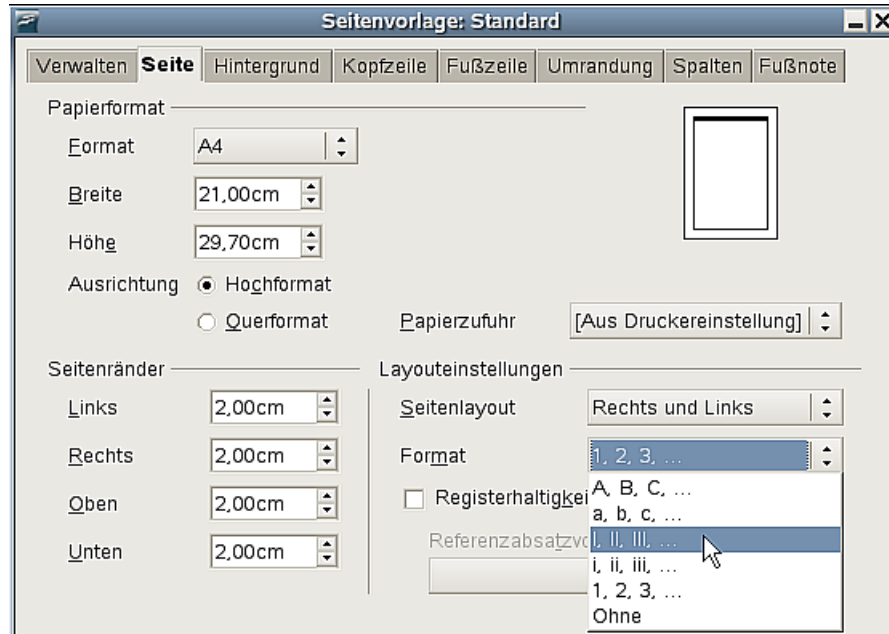 Seitenvorlage: Standard
Verwalten Seite Hintergrund Kopfzeile Fußzeile Umrandung Spalten Fußnote
Papierformat
Format A4
Breite 21,00cm
Höhe 29,70cm
Ausrichtung Hochformat
Querformat Papierzufuhr [Aus Druckereinstellung]
Seitenränder Layouteinstellungen
Links 2,00cm Seitenlayout Rechts und Links
Rechts 2,00cm Format 1, 2, 3, ...
Oben 2,00cm Registerhaltigkei A, B, C, ...
a, b, c, ...
Unten 2,00cm Referenzabsatzvo I, II, III, ...
i, ii, iii, ...
1, 2, 3, ...
Ohne